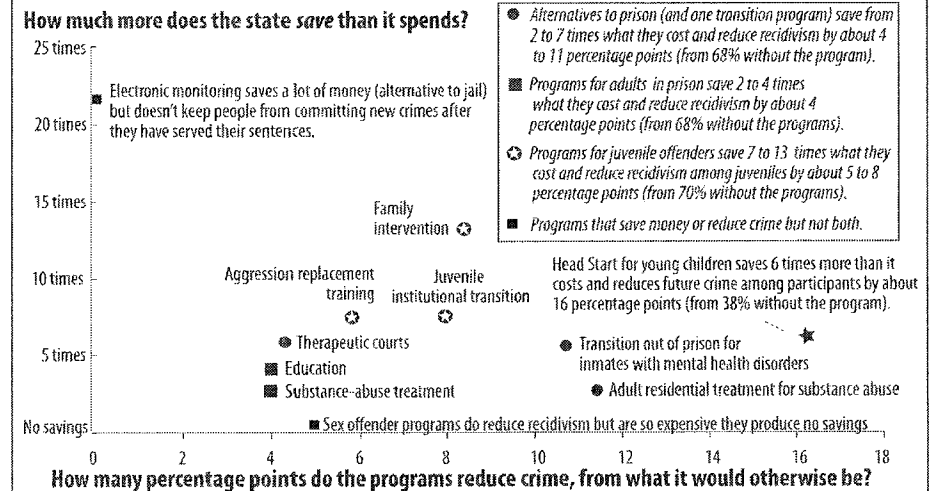 How much more does the state save than it spends?
25 times
20 times
15 times
10 times
5 times
No savings
Electronic monitoring saves a lot of money (alternative to jail)
but doesn't keep people from committing new crimes after
they have served their sentences.
Alternatives to prison (and one transition program) save from
2 to 7 times what they cost and reduce recidivism by about 4
to 11 percentage points (from 68% without the program).
Programs for adults in prison save 2 to 4 times
what they cost and reduce recidivism by about 4
percentage points (from 68% without the programs).
Programs for juvenile offenders save 7 to 13 times what they
cost and reduce recidivism among juveniles by about 5 to 8
percentage points (from 70% without the programs).
Programs that save money or reduce crime but not both.
Family
intervention
Aggression replacement
training
Juvenile
institutional transition
Head Start for young children saves 6 times more than it
costs and reduces future crime among participants by about
16 percentage points (from 38% without the program).
Therapeutic courts
Transition out of prison for
inmates with mental health disorders
Education
Substance-abuse treatment
Adult residential treatment for substance abuse
Sex offender programs do reduce recidivism but are so expensive they produce no savings
0 2 4 6 8 10 12 14 16 18
How many percentage points do the programs reduce crime, from what it would otherwise be?